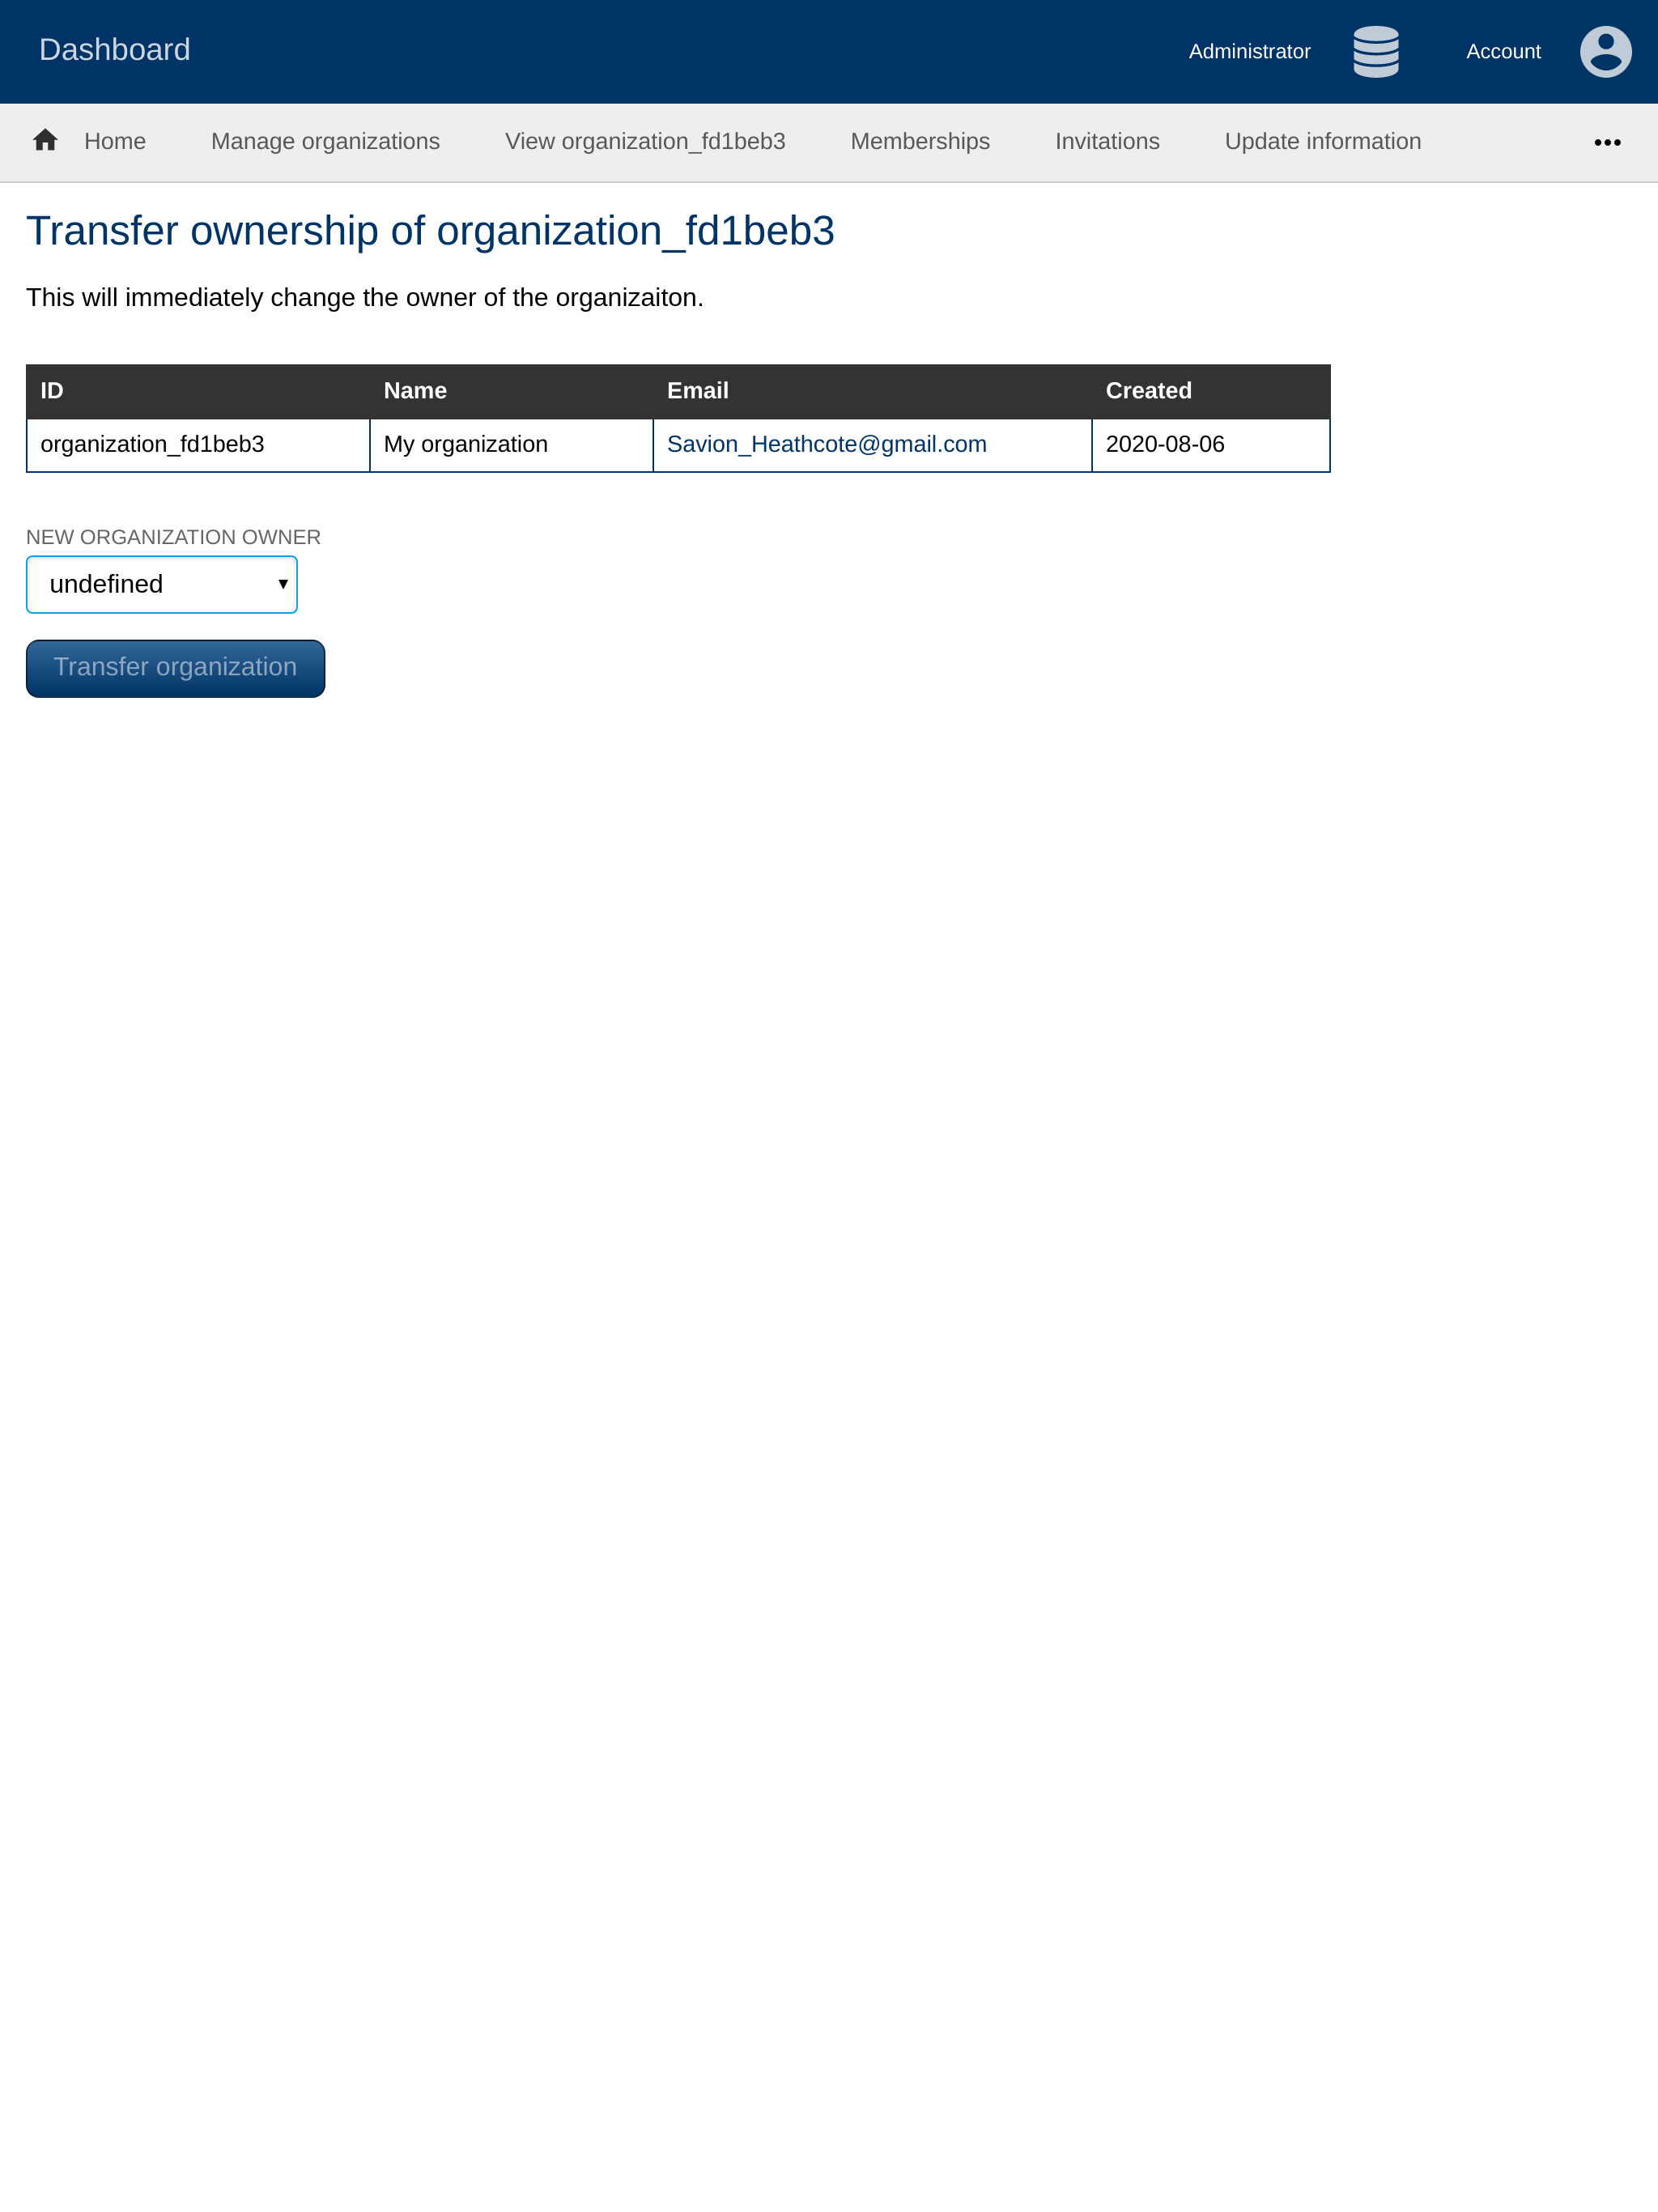 Dashboard Administrator Account
Home Manage organizations View organization_fd1beb3 Memberships Invitations Update information •••
Transfer ownership of organization_fd1beb3
This will immediately change the owner of the organizaiton.
ID Name Email Created
organization_fd1beb3 My organization Savion_Heathcote@gmail.com 2020-08-06
NEW ORGANIZATION OWNER
undefined
Transfer organization